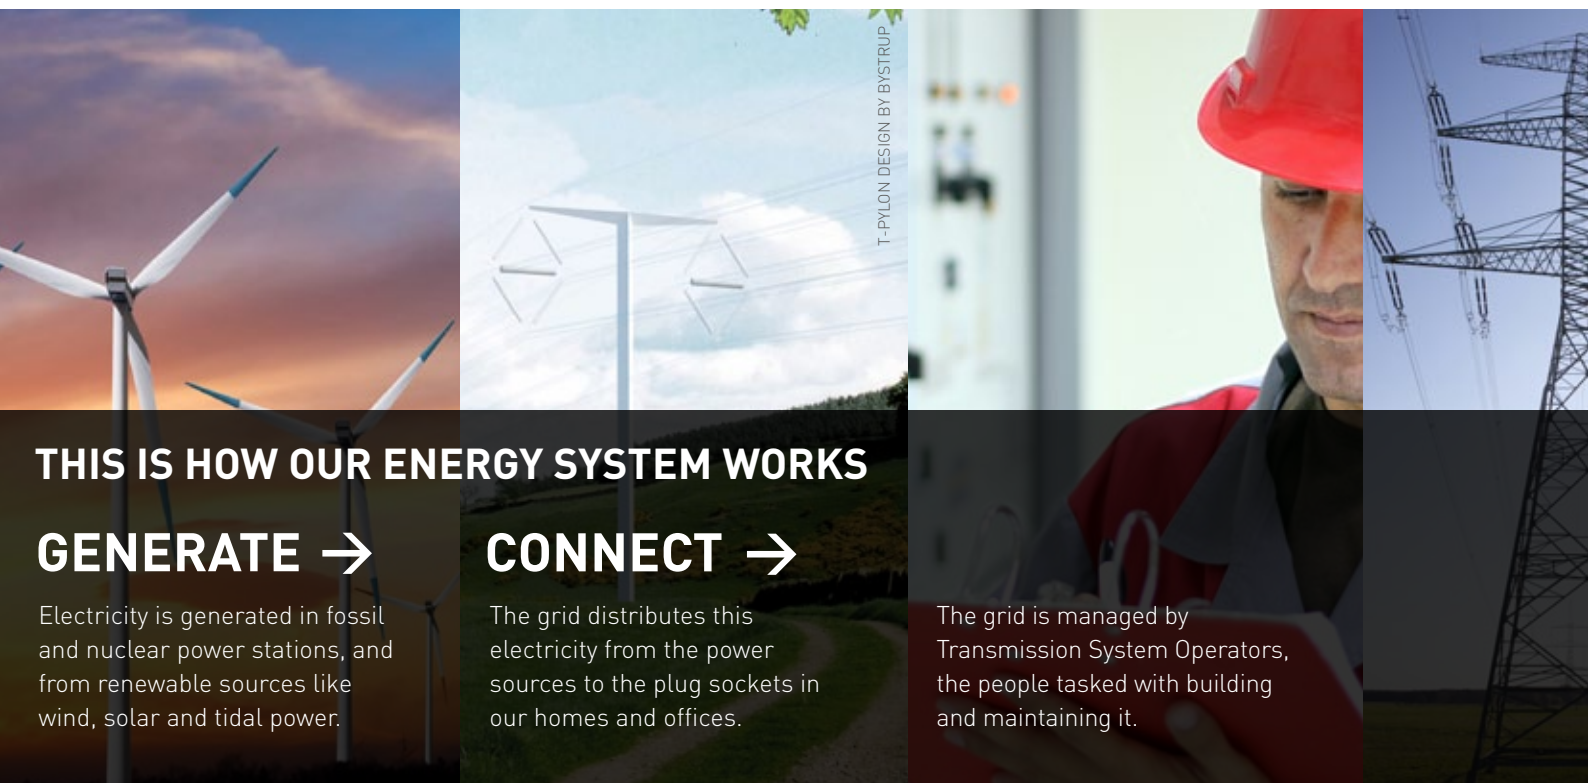 T-PYLON DESIGN BY BYSTRUP
THIS IS HOW OUR ENERGY SYSTEM WORKS
GENERATE →
Electricity is generated in fossil
and nuclear power stations, and
from renewable sources like
wind, solar and tidal power.
CONNECT →
The grid distributes this
electricity from the power
sources to the plug sockets in
our homes and offices.
The grid is managed by
Transmission System Operators,
the people tasked with building
and maintaining it.